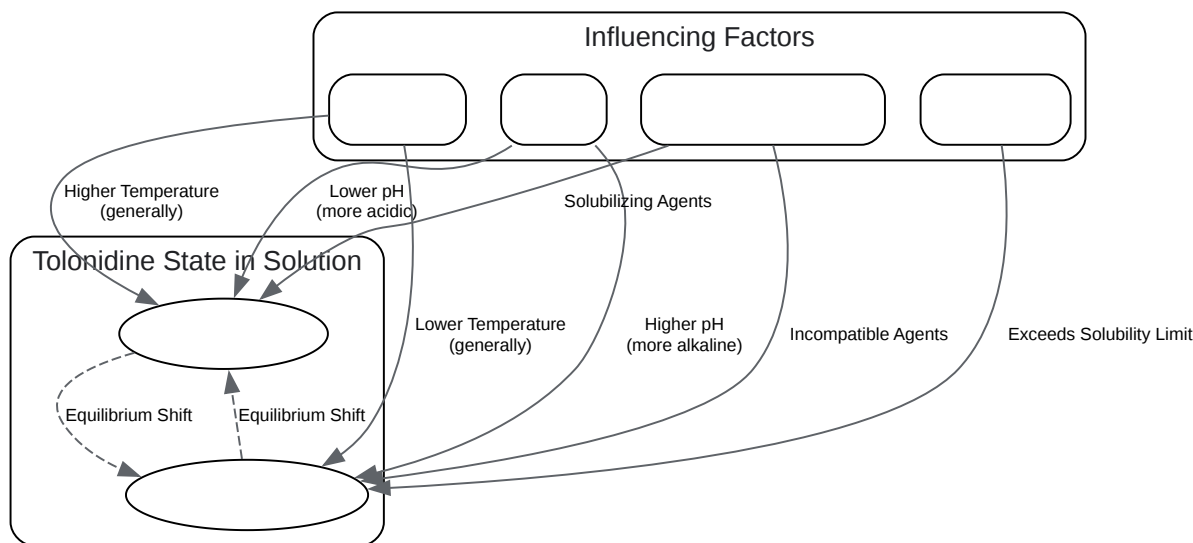 Influencing Factors
Higher Temperature
(generally)
Lower pH
(more acidic)
Solubilizing Agents
Tolonidine State in Solution
Lower Temperature
(generally)
Higher pH
(more alkaline)
Incompatible Agents
Exceeds Solubility Limit
Equilibrium Shift
Equilibrium Shift